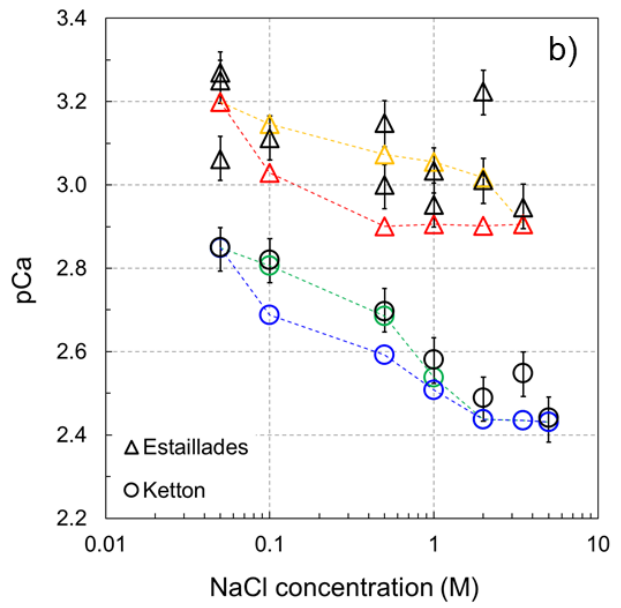 b)
3.4
3.2
3.0
2.8
2.6
2.4
2.2
pCa
Estaillades
Ketton
0.01
0.1
1
10
NaCl concentration (M)